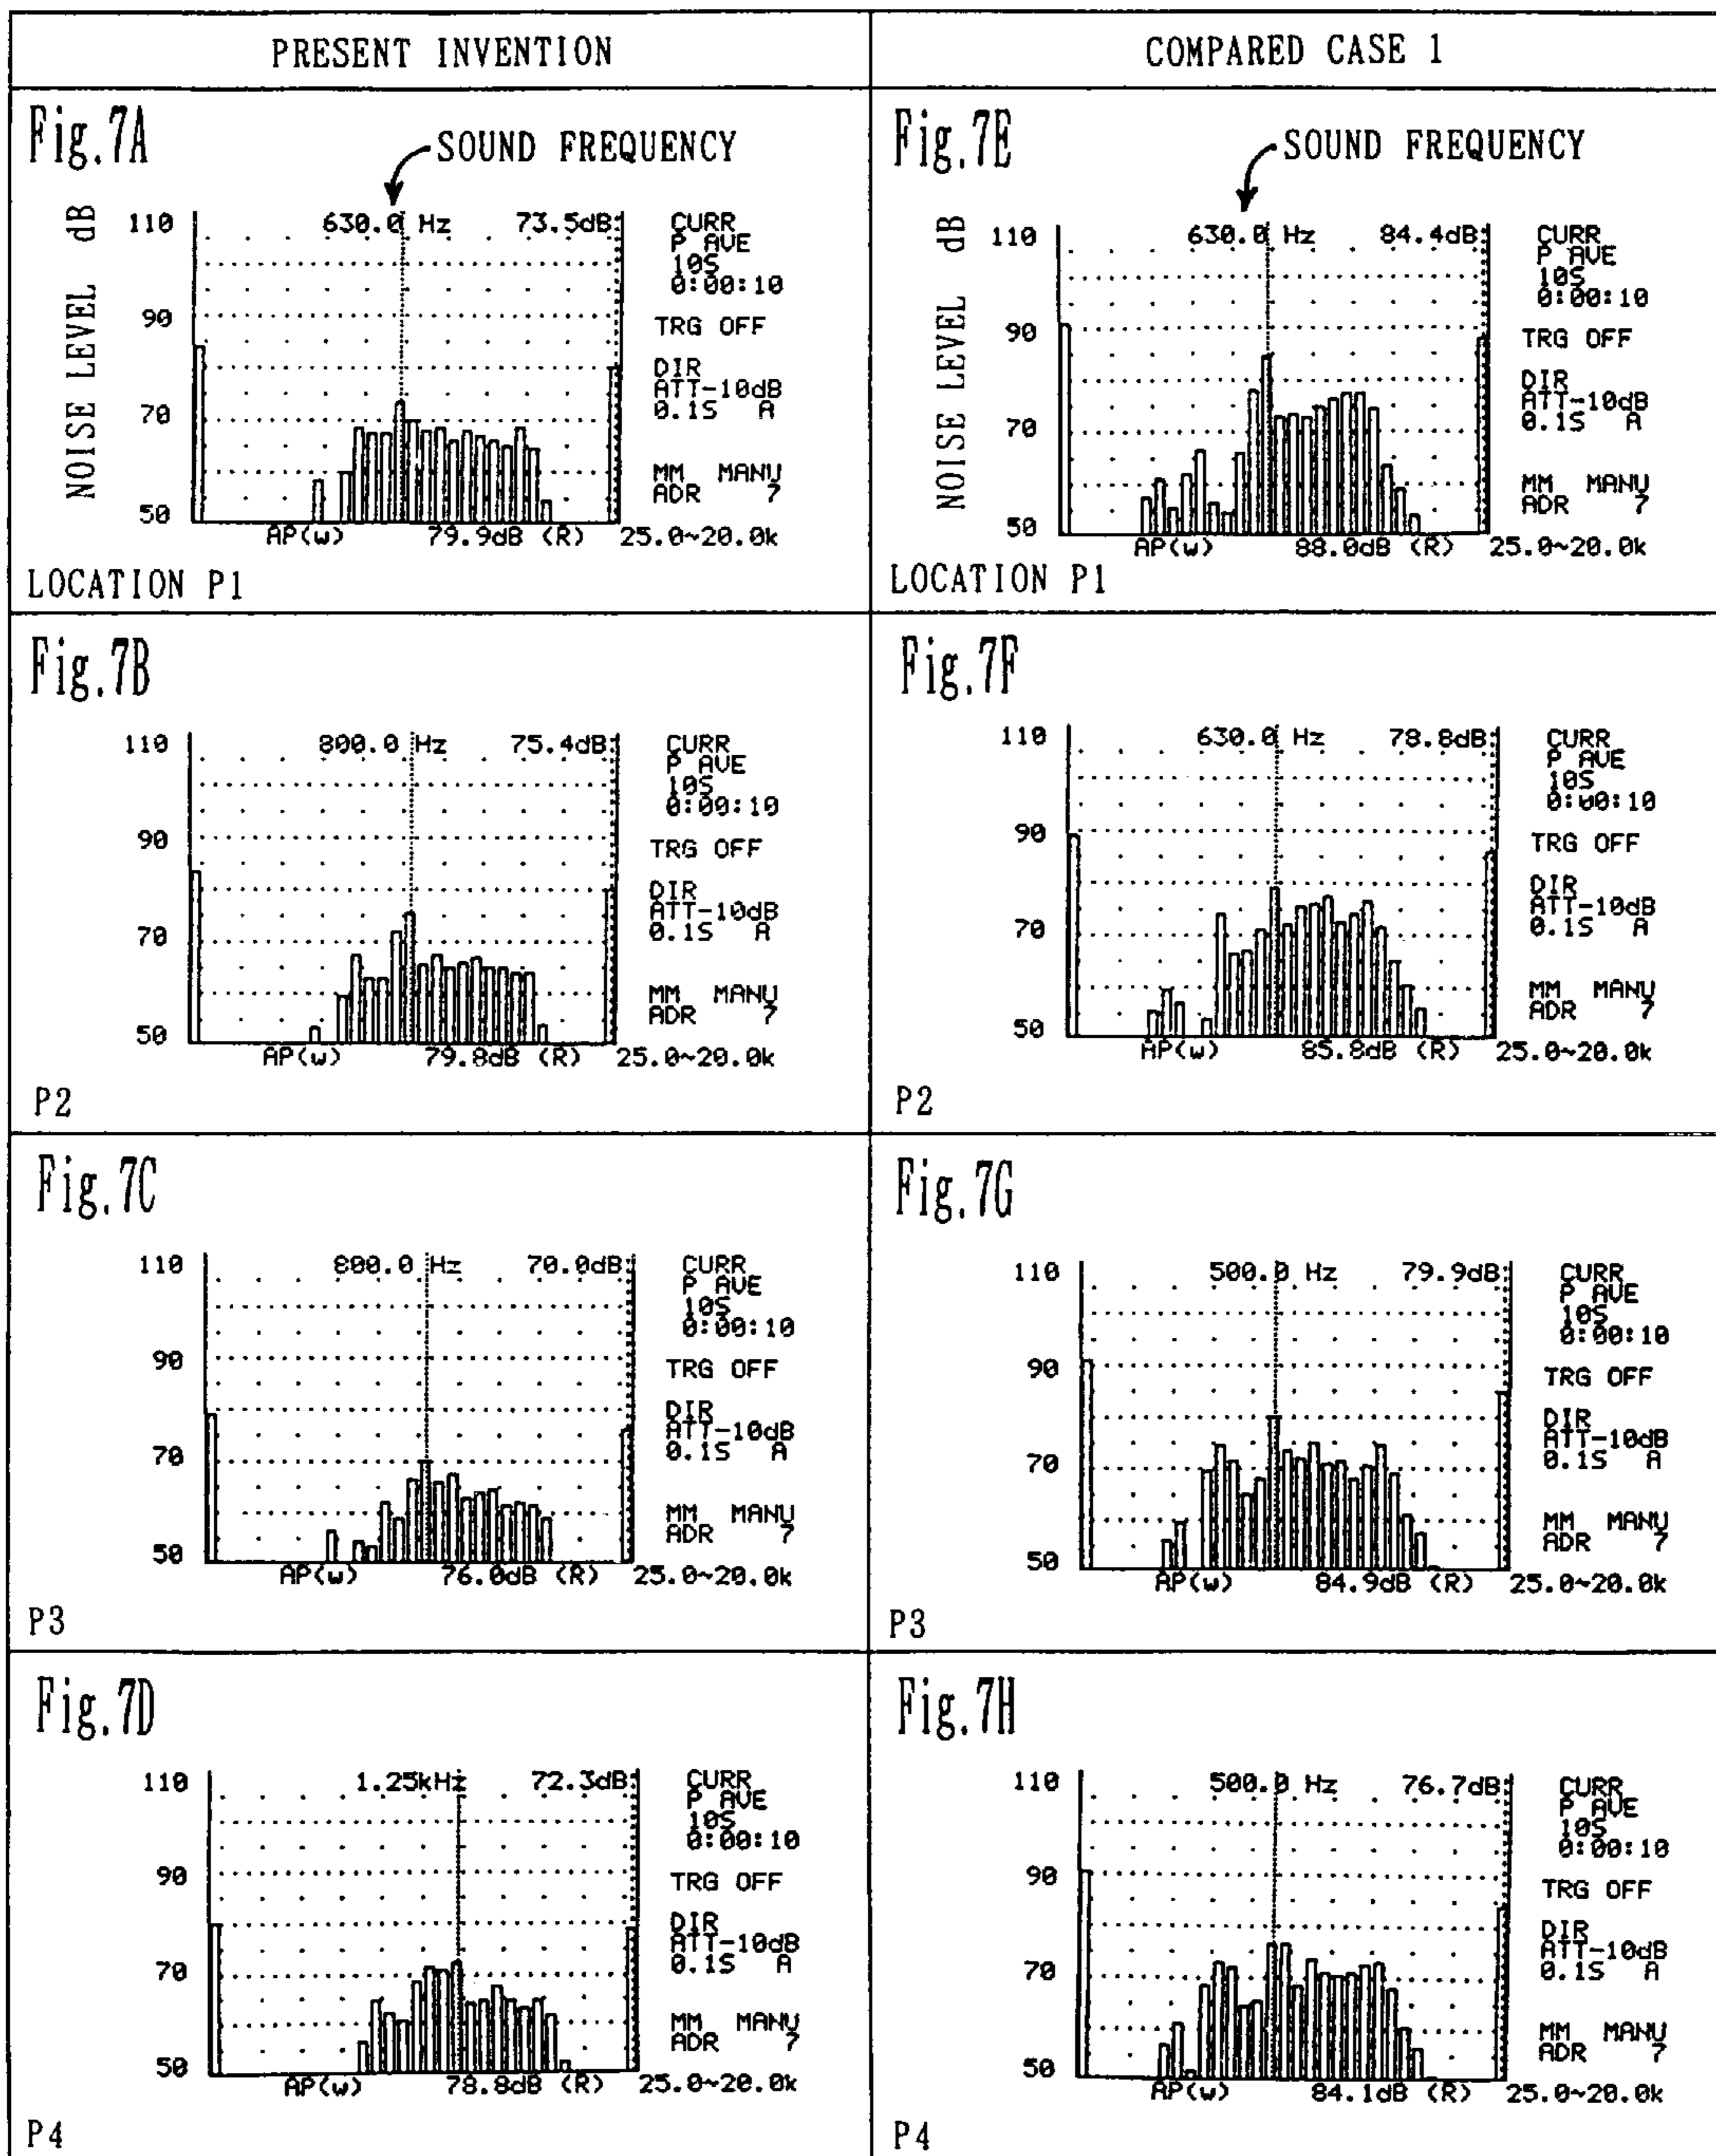 PRESENT INVENTION
COMPARED CASE 1
Fig.7A
SOUND FREQUENCY
NOISE LEVEL dB
110
90
70
50
630.0 Hz 73.5dB
CURR
P AVE
10S
0:00:10
TRG OFF
DIR
ATT-10dB
0.1S A
MM MANU
ADR 7
AP(w) 79.9dB (R) 25.0~20.0k
LOCATION P1
Fig.7E
SOUND FREQUENCY
NOISE LEVEL dB
110
90
70
50
630.0 Hz 84.4dB
CURR
P AVE
10S
0:00:10
TRG OFF
DIR
ATT-10dB
0.1S A
MM MANU
ADR 7
AP(w) 88.0dB (R) 25.0~20.0k
LOCATION P1
Fig.7B
110
90
70
50
800.0 Hz 75.4dB
CURR
P AVE
10S
0:00:10
TRG OFF
DIR
ATT-10dB
0.1S A
MM MANU
ADR 7
AP(w) 79.8dB (R) 25.0~20.0k
P2
Fig.7F
110
90
70
50
630.0 Hz 78.8dB
CURR
P AVE
10S
0:00:10
TRG OFF
DIR
ATT-10dB
0.1S A
MM MANU
ADR 7
AP(w) 85.8dB (R) 25.0~20.0k
P2
Fig.7C
110
90
70
50
800.0 Hz 70.0dB
CURR
P AVE
10S
0:00:10
TRG OFF
DIR
ATT-10dB
0.1S A
MM MANU
ADR 7
AP(w) 76.0dB (R) 25.0~20.0k
P3
Fig.7G
110
90
70
50
500.0 Hz 79.9dB
CURR
P AVE
10S
0:00:10
TRG OFF
DIR
ATT-10dB
0.1S A
MM MANU
ADR 7
AP(w) 84.9dB (R) 25.0~20.0k
P3
Fig.7D
110
90
70
50
1.25kHz 72.3dB
CURR
P AVE
10S
0:00:10
TRG OFF
DIR
ATT-10dB
0.1S A
MM MANU
ADR 7
AP(w) 78.8dB (R) 25.0~20.0k
P4
Fig.7H
110
90
70
50
500.0 Hz 76.7dB
CURR
P AVE
10S
0:00:10
TRG OFF
DIR
ATT-10dB
0.1S A
MM MANU
ADR 7
AP(w) 84.1dB (R) 25.0~20.0k
P4